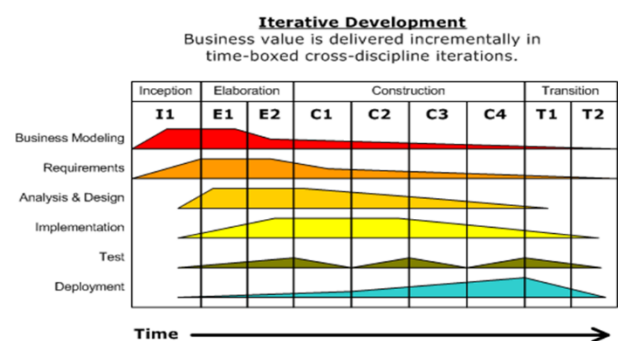 Iterative Development
Business value is delivered incrementally in
time-boxed cross-discipline iterations.
Inception Elaboration Construction Transition
I1 E1 E2 C1 C2 C3 C4 T1 T2
Business Modeling
Requirements
Analysis & Design
Implementation
Test
Deployment
Time